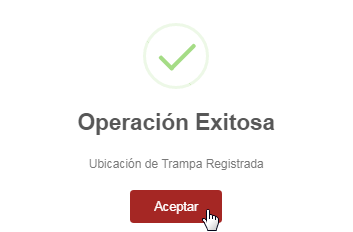 Operación Exitosa
Ubicación de Trampa Registrada
Aceptar